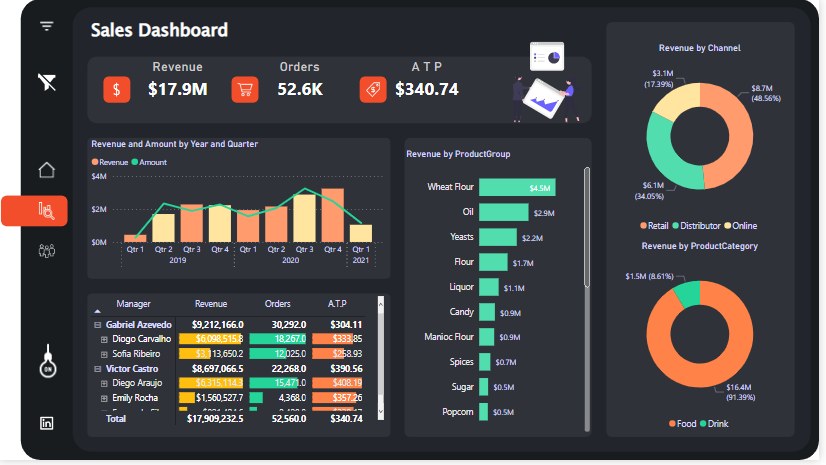 Sales Dashboard
Revenue
$17.9M
Orders
52.6K
A T P
$340.74
Revenue and Amount by Year and Quarter
Revenue Amount
$4M
$2M
$0M
Qtr 1 Qtr 2 Qtr 3 Qtr 4 Qtr 1 Qtr 2 Qtr 3 Qtr 4 Qtr 1
2019 2020 2021
Manager Revenue Orders A.T.P
Gabriel Azevedo $9,212,166.0 30,292.0 $304.11
Diogo Carvalho $6,098,515.8 18,267.0 $333.85
Sofia Ribeiro $3,113,650.2 12,025.0 $258.93
Victor Castro $8,697,066.5 22,268.0 $390.56
Diego Araujo $6,315,114.3 15,471.0 $408.19
Emily Rocha $1,560,527.7 4,368.0 $357.26
Total $17,909,232.5 52,560.0 $340.74
Revenue by ProductGroup
Wheat Flour $4.5M
Oil $2.9M
Yeasts $2.2M
Flour $1.7M
Liquor $1.1M
Candy $0.9M
Manioc Flour $0.9M
Spices $0.7M
Sugar $0.5M
Popcorn $0.5M
Revenue by Channel
$3.1M
(17.39%)
$8.7M
(48.56%)
$6.1M
(34.05%)
Retail Distributor Online
Revenue by ProductCategory
$1.5M (8.61%)
$16.4M
(91.39%)
Food Drink
ON
in